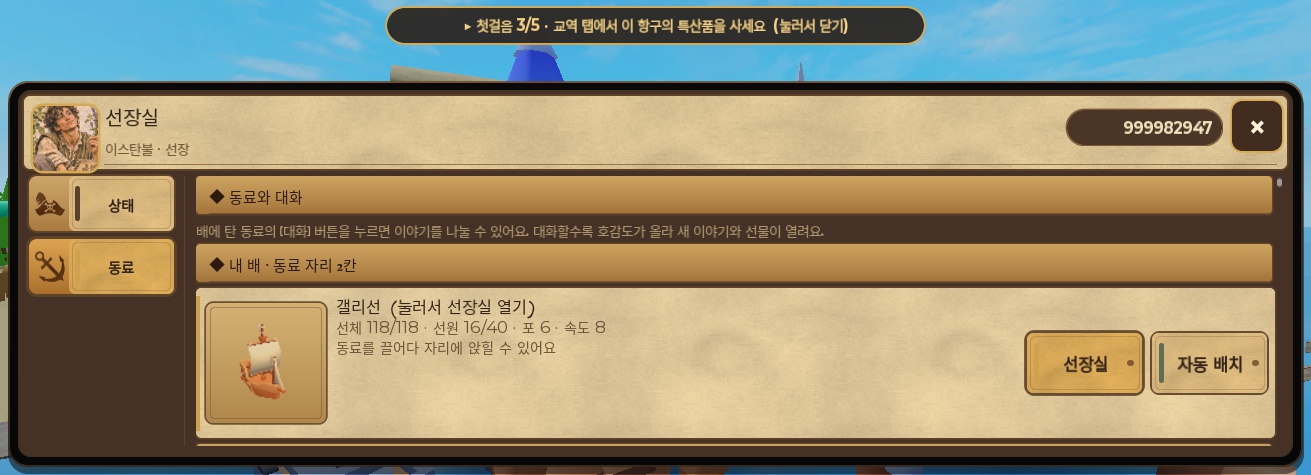 ▸ 첫걸음 3/5 · 교역 탭에서 이 항구의 특산품을 사세요 (눌러서 닫기)
선장실
이스탄불 · 선장
999982947
×
상태
동료
◆ 동료와 대화
배에 탄 동료의 [대화] 버튼을 누르면 이야기를 나눌 수 있어요. 대화할수록 호감도가 올라 새 이야기와 선물이 열려요.
◆ 내 배 · 동료 자리 2칸
갤리선 (눌러서 선장실 열기)
선체 118/118 · 선원 16/40 · 포 6 · 속도 8
동료를 끌어다 자리에 앉힐 수 있어요
선장실
자동 배치